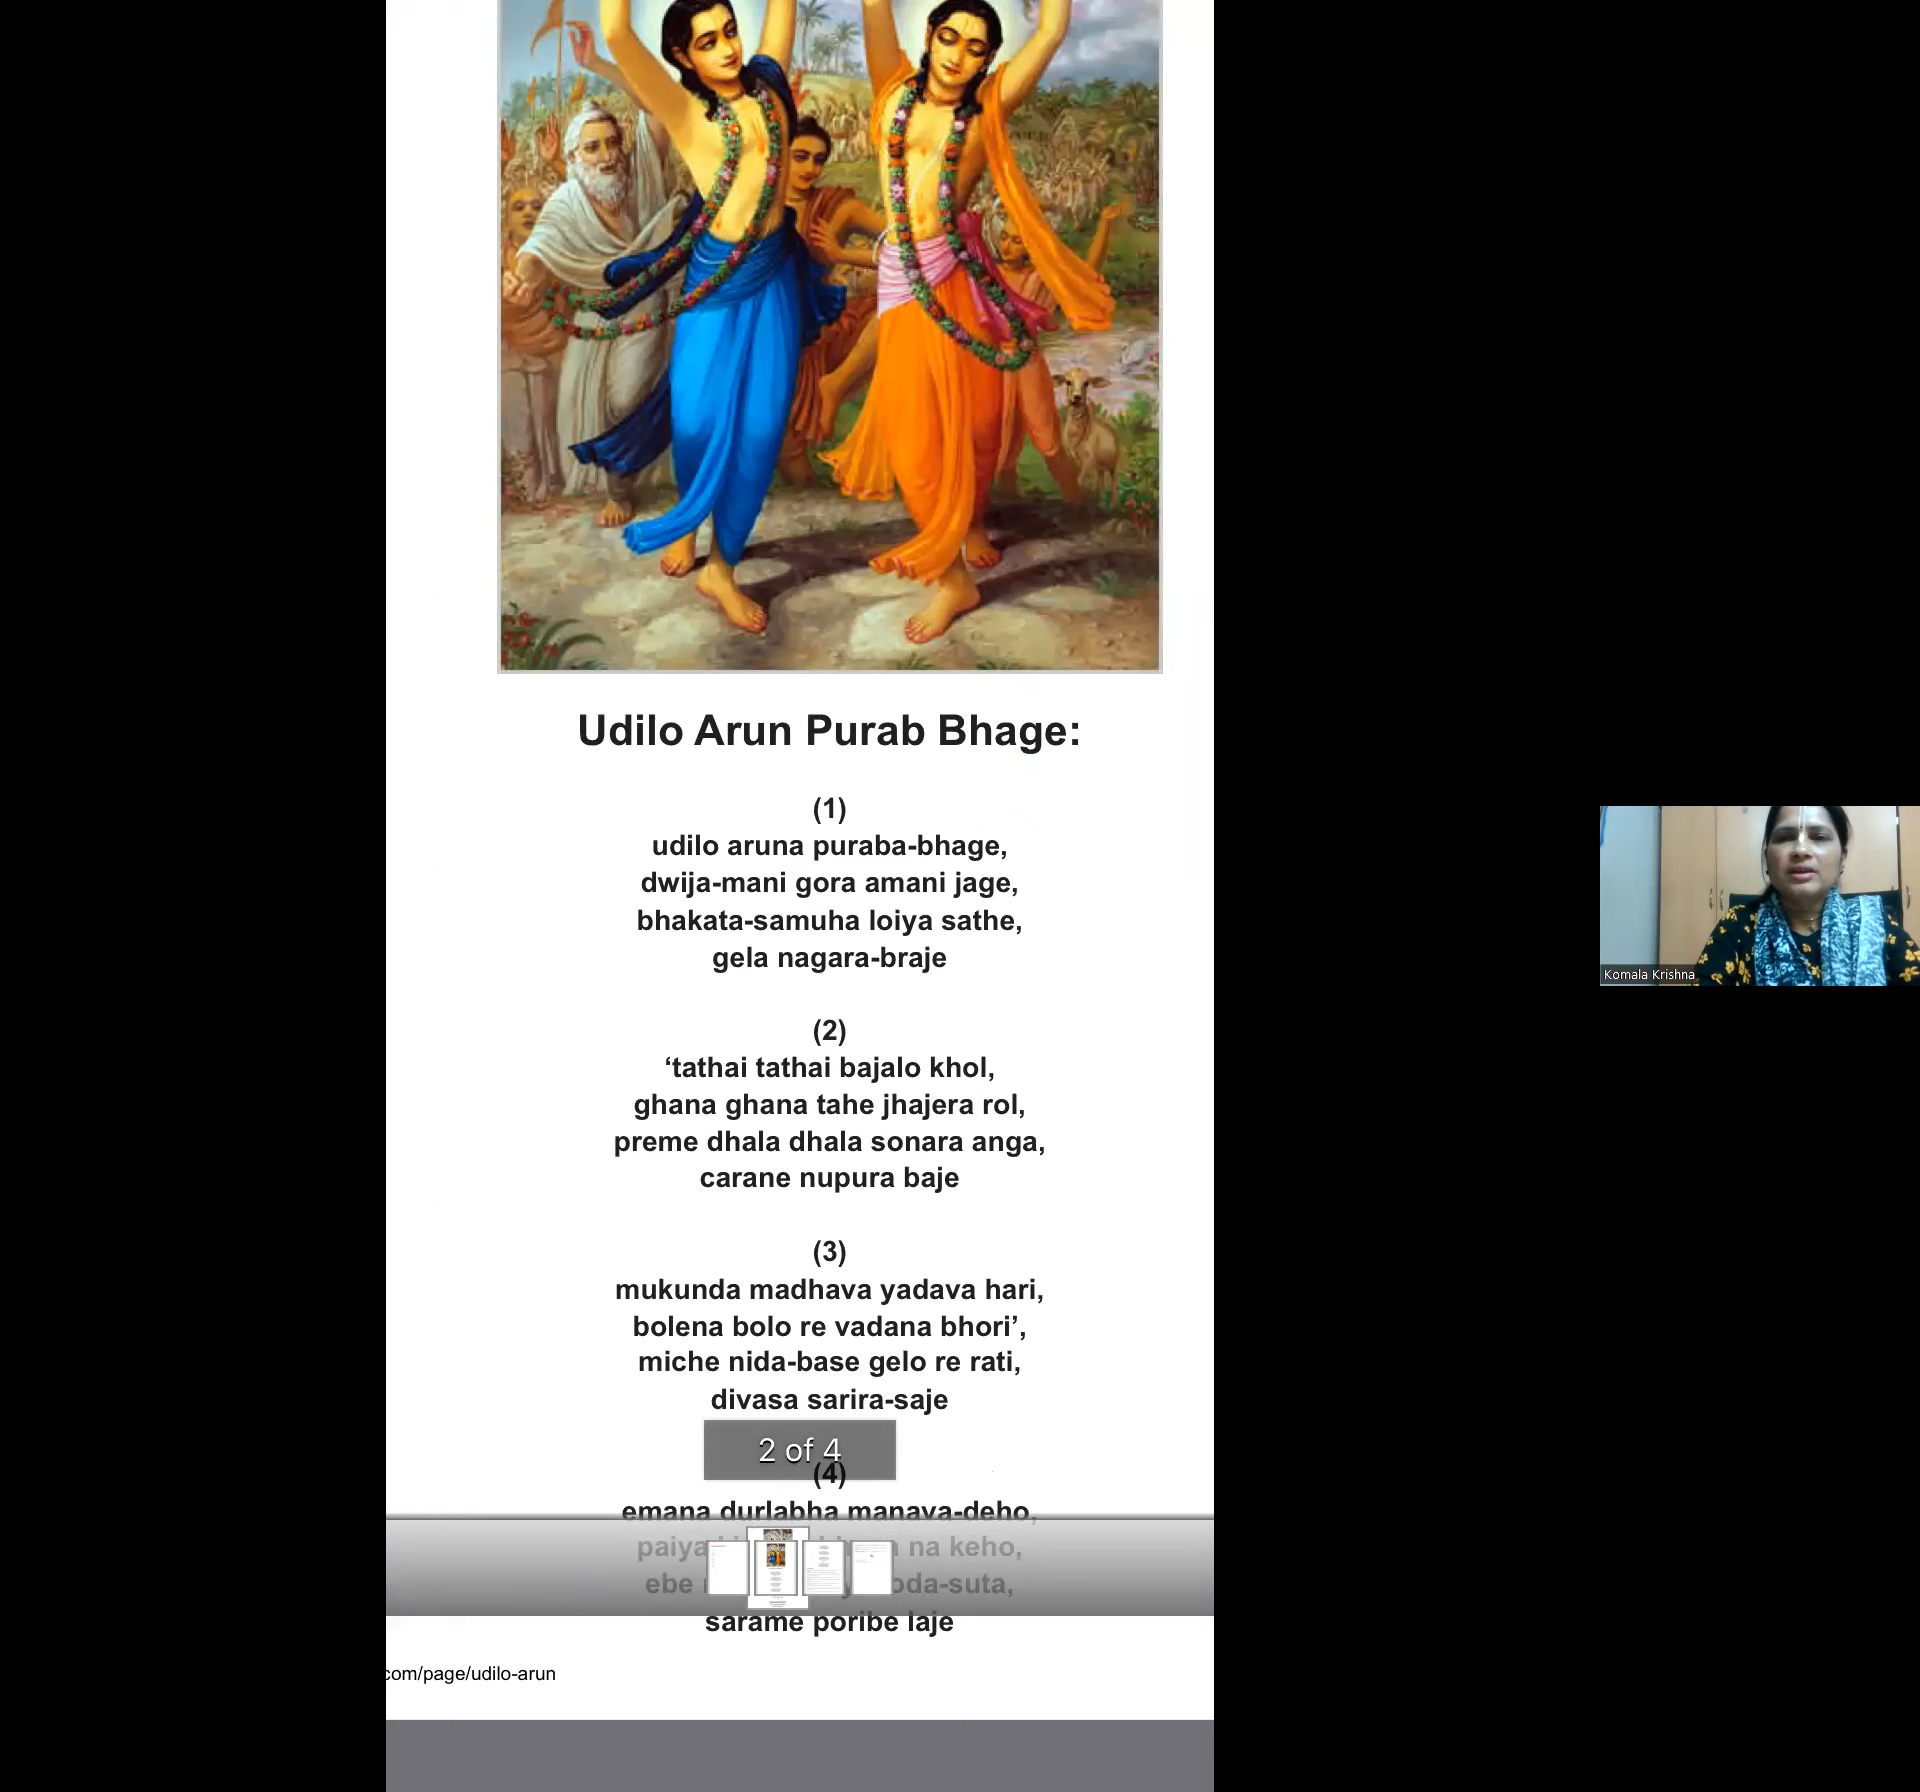 Udilo Arun Purab Bhage:
(1)
udilo aruna puraba-bhage,
dwija-mani gora amani jage,
bhakata-samuha loiya sathe,
gela nagara-braje
(2)
‘tathai tathai bajalo khol,
ghana ghana tahe jhajera rol,
preme dhala dhala sonara anga,
carane nupura baje
(3)
mukunda madhava yadava hari,
bolena bolo re vadana bhori’,
miche nida-base gelo re rati,
divasa sarira-saje
2 of 4
(4)
emana durlabha manava-deho,
na keho,
ebe
sarame poribe laje
com/page/udilo-arun
Komala Krishna